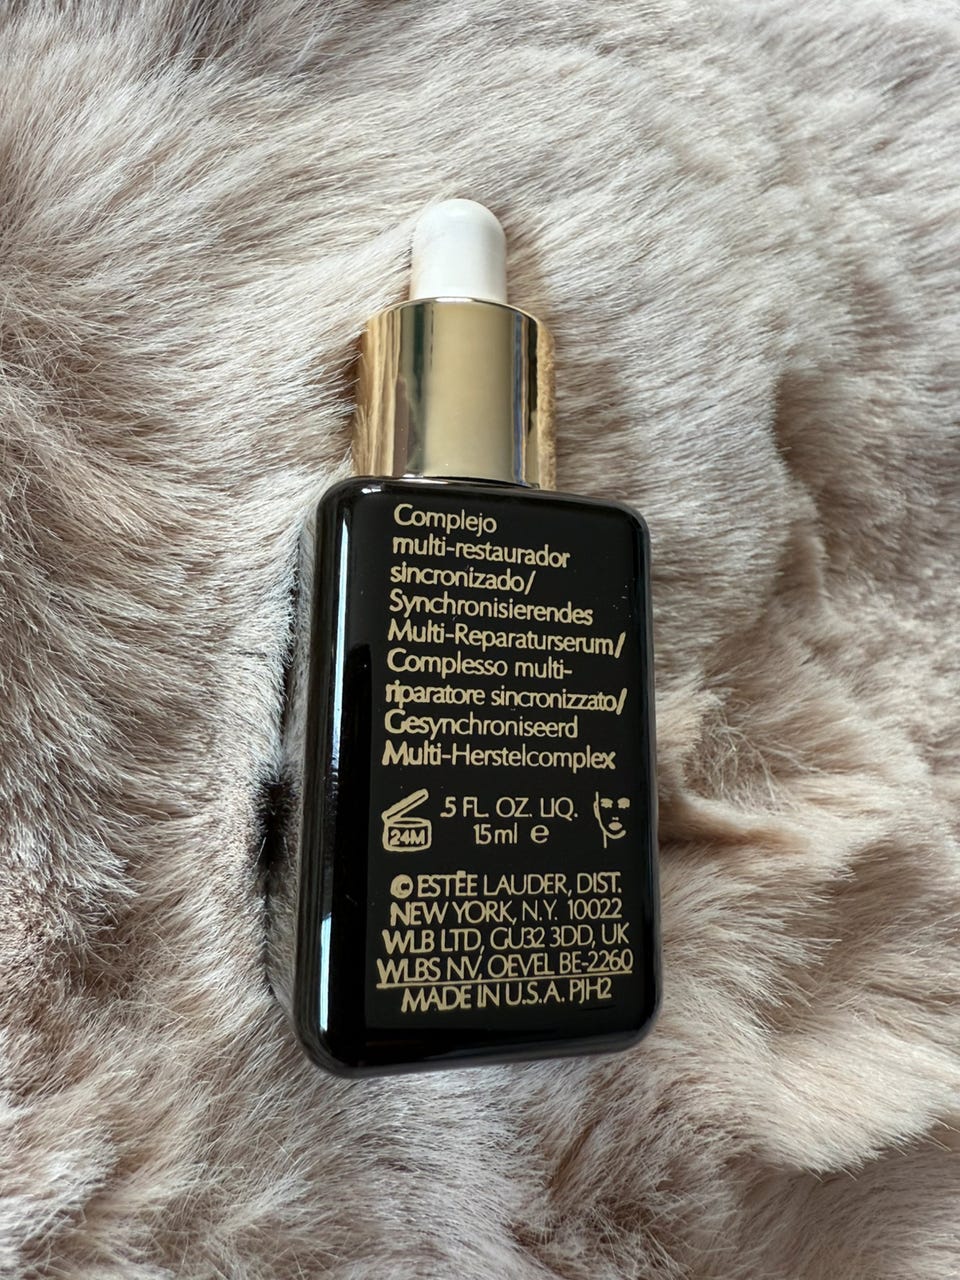 Complejo
multi-restaurador
sincronizado/
Synchronisierendes
Multi-Reparaturserum/
Complesso multi-
riparatore sincronizzato/
Gesynchroniseerd
Multi-Herstelcomplex
24M .5 FL. OZ. LIQ.
15 ml e
© ESTĒE LAUDER, DIST.
NEW YORK, N.Y. 10022
WLB LTD, GU32 3DD, UK
WLBS NV, OEVEL BE-2260
MADE IN U.S.A. PJH2